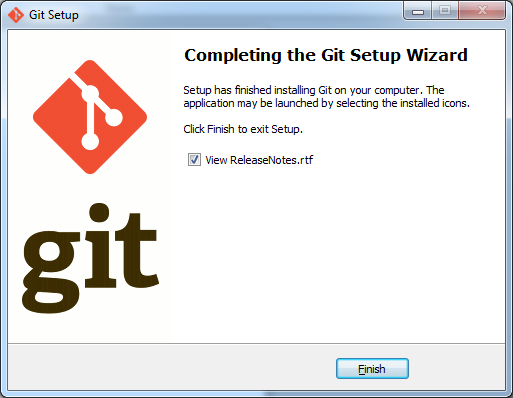 Git Setup
Completing the Git Setup Wizard
Setup has finished installing Git on your computer. The
application may be launched by selecting the installed icons.
Click Finish to exit Setup.
View ReleaseNotes.rtf
git
Finish